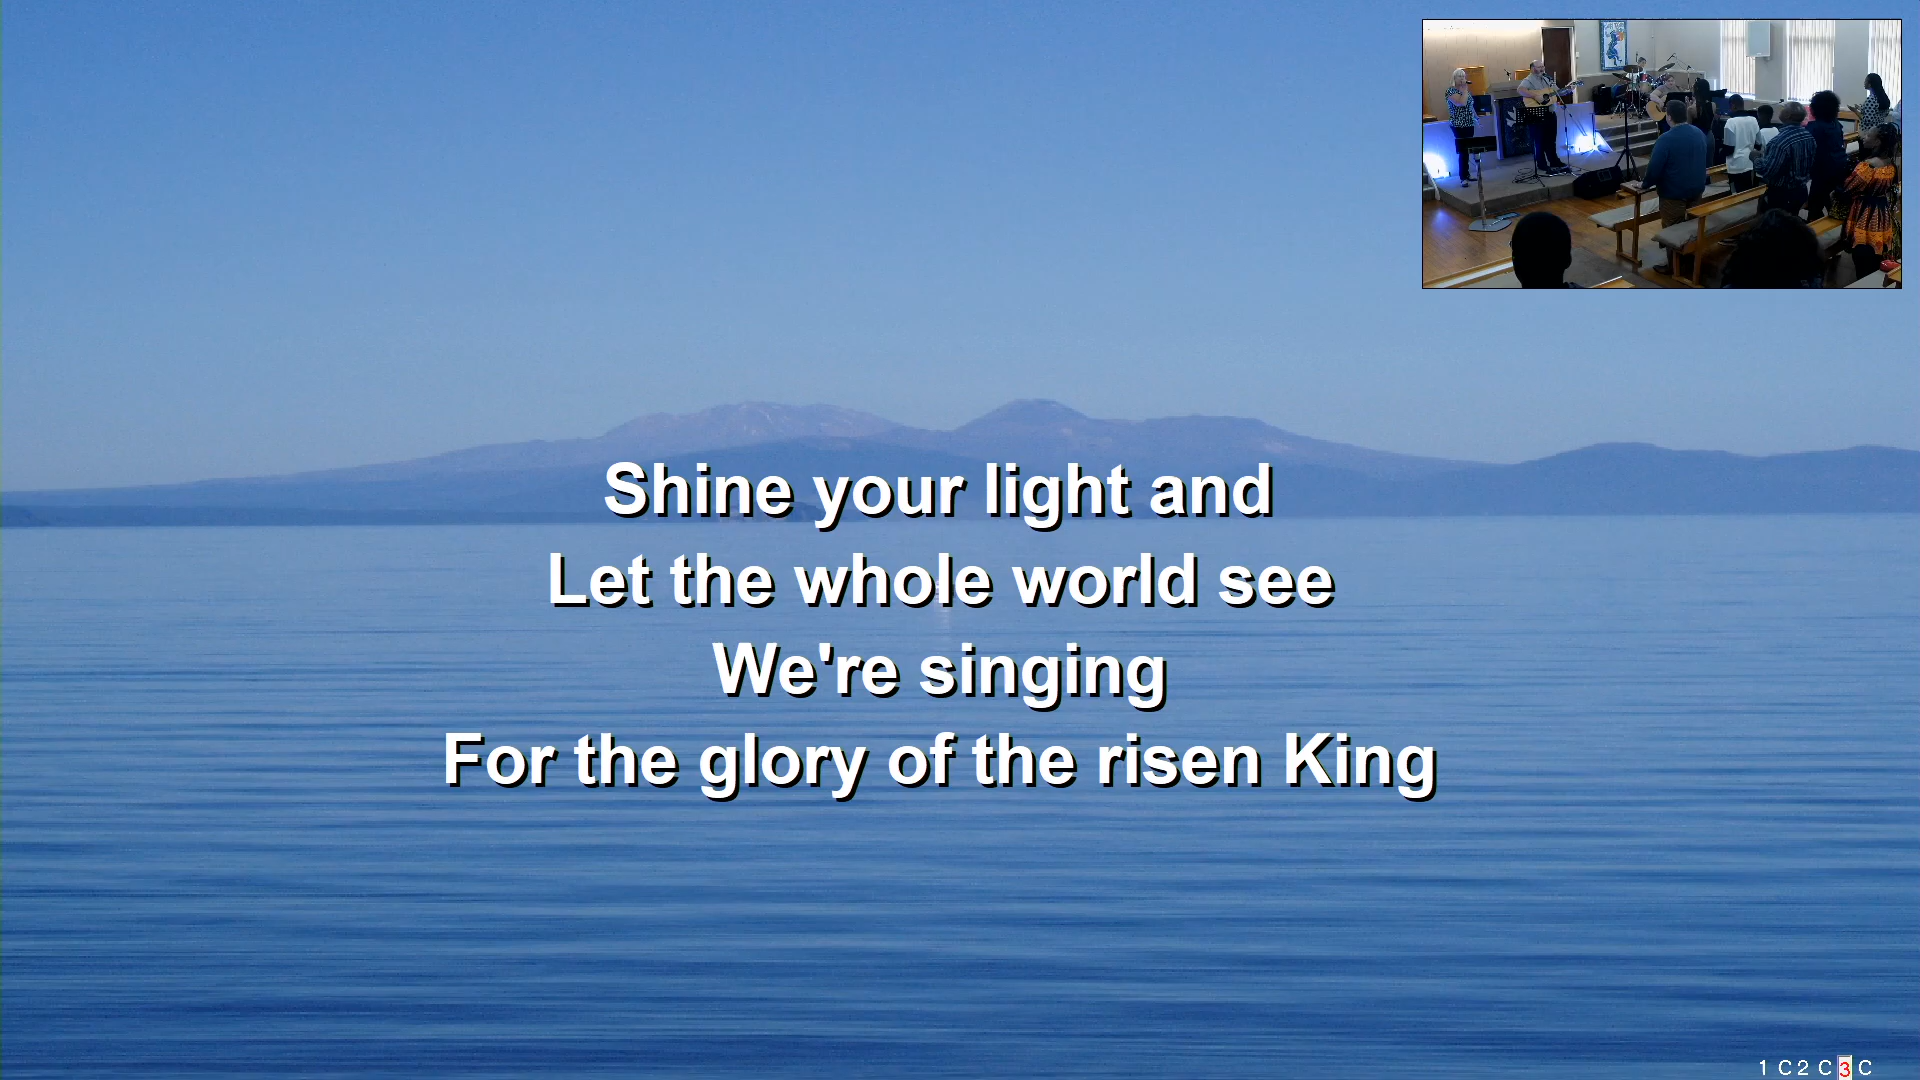 Shine your light and
Let the whole world see
We're singing
For the glory of the risen King
1 C 2 C 3 C